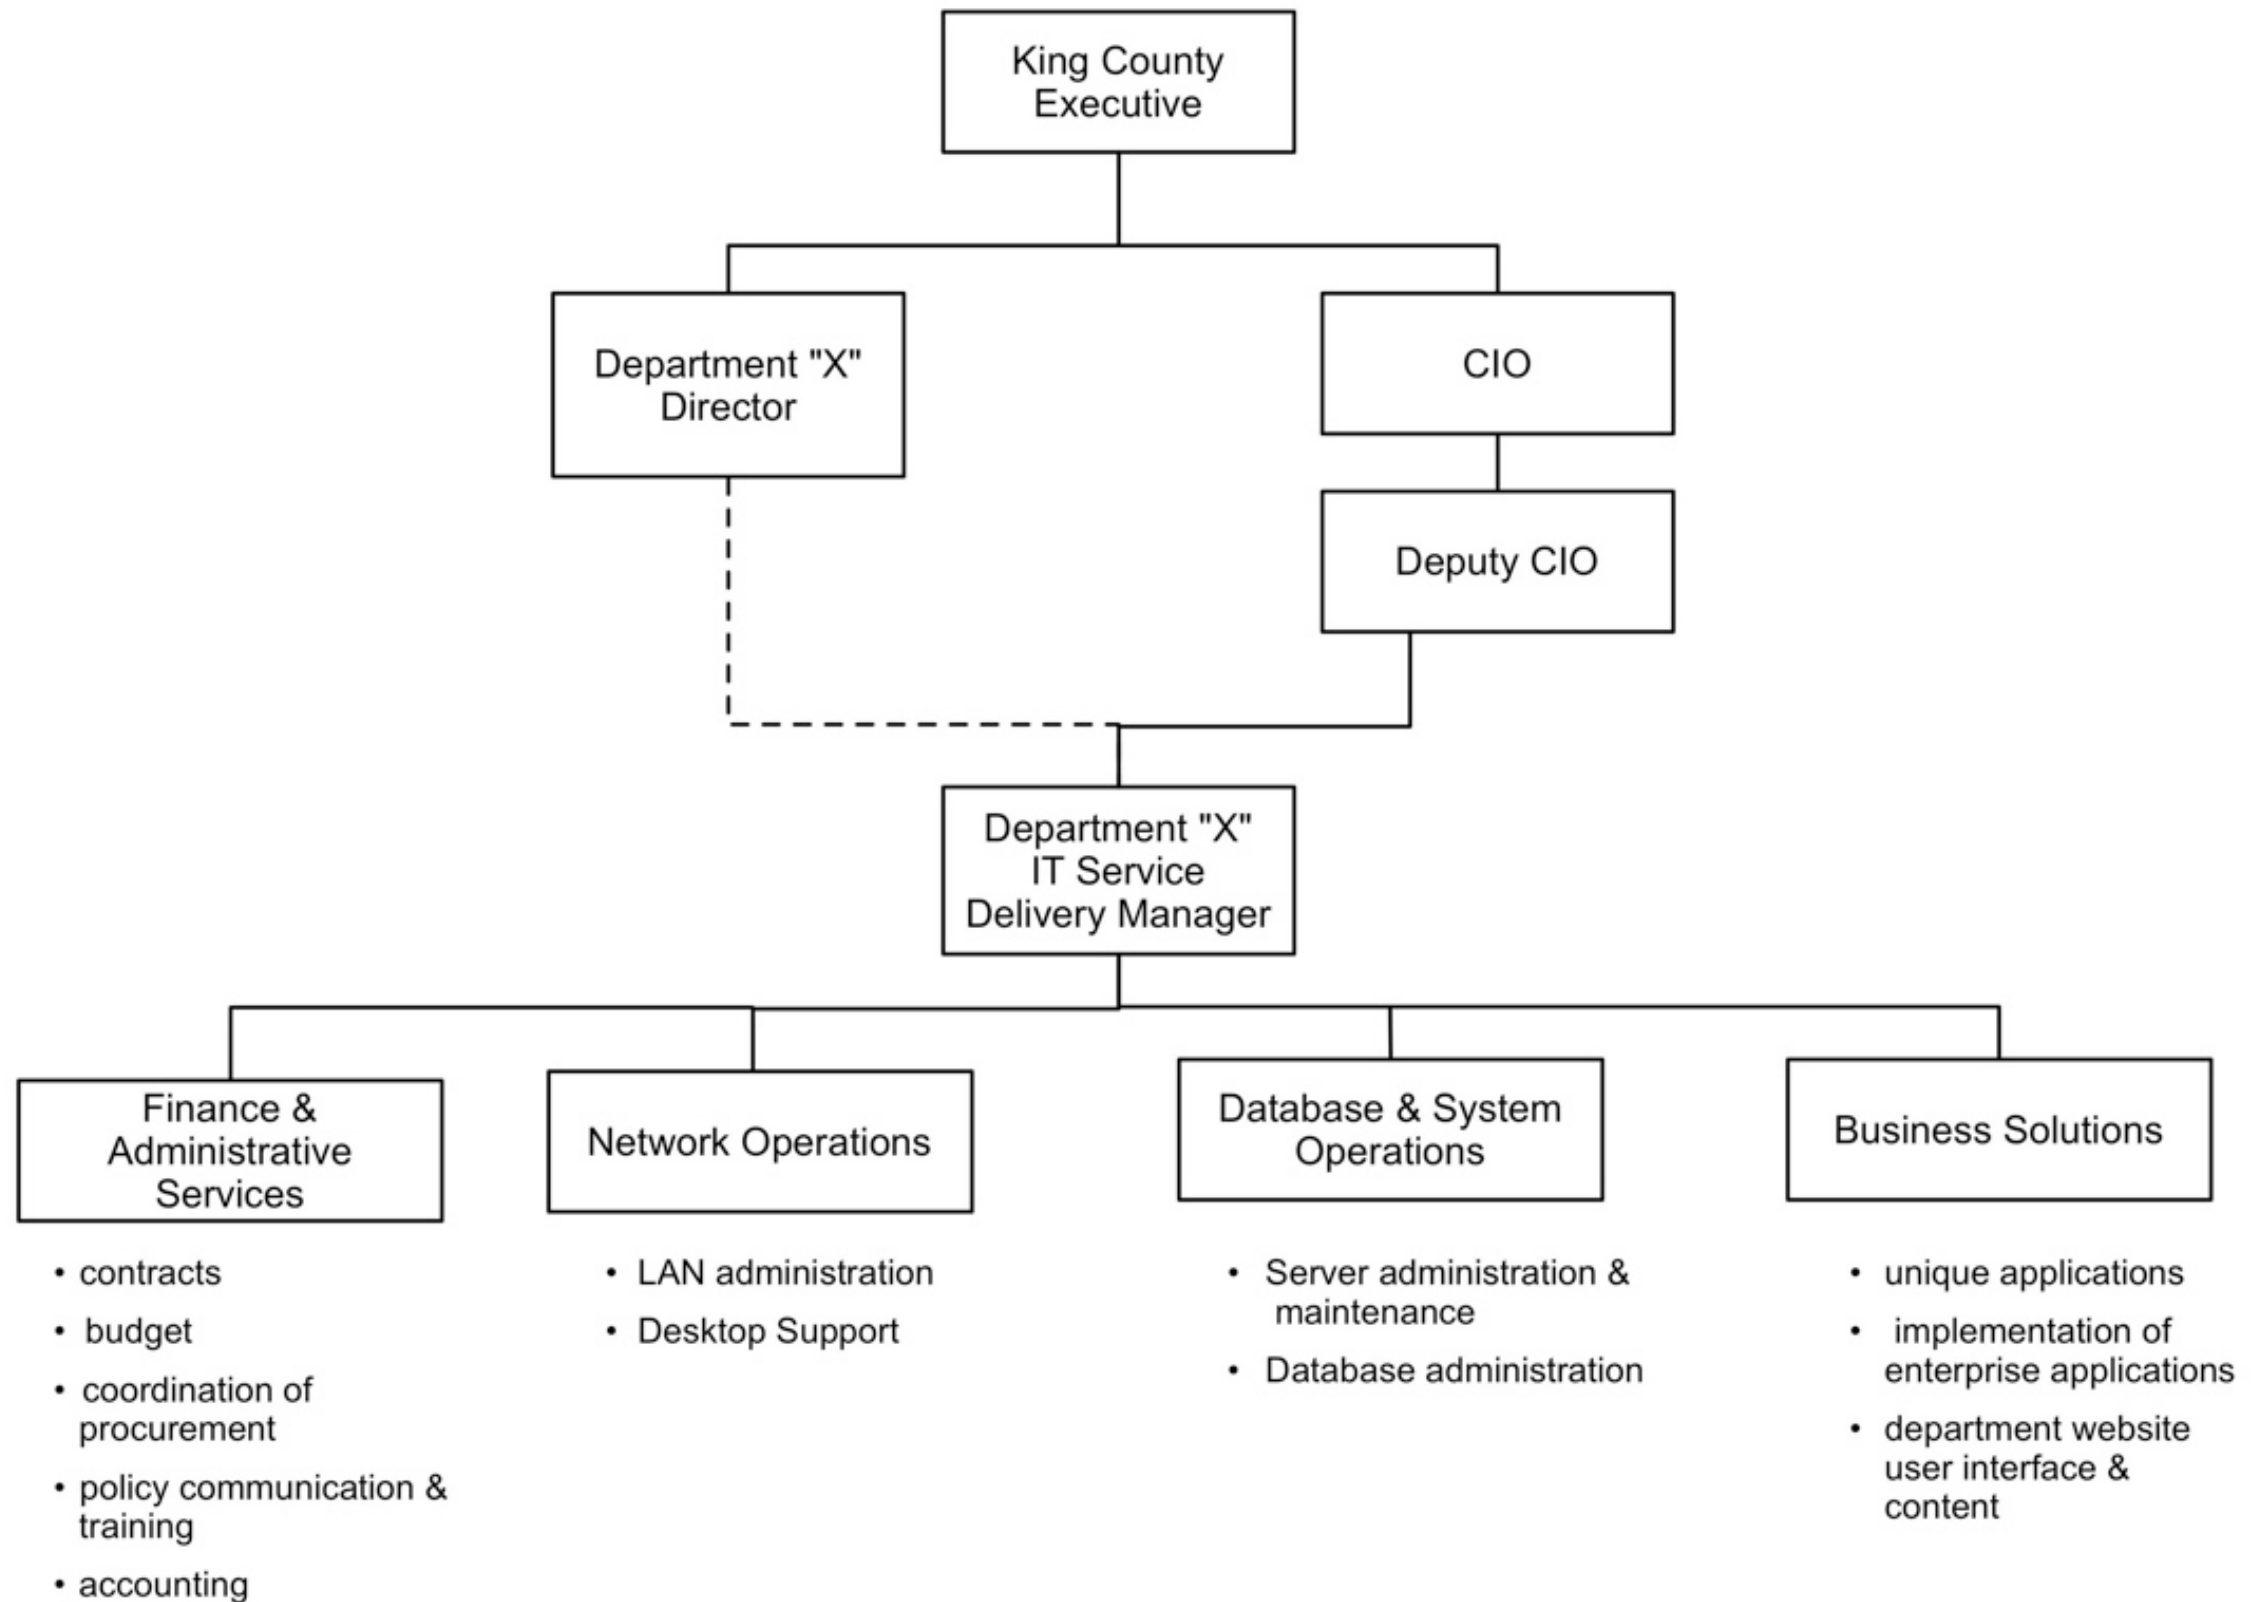 King County
Executive
Department "X"
Director
CIO
Deputy CIO
Department "X"
IT Service
Delivery Manager
Finance &
Administrative
Services
• contracts
• budget
• coordination of
procurement
• policy communication &
training
• accounting
Network Operations
• LAN administration
• Desktop Support
Database & System
Operations
• Server administration &
maintenance
• Database administration
Business Solutions
• unique applications
• implementation of
enterprise applications
• department website
user interface &
content